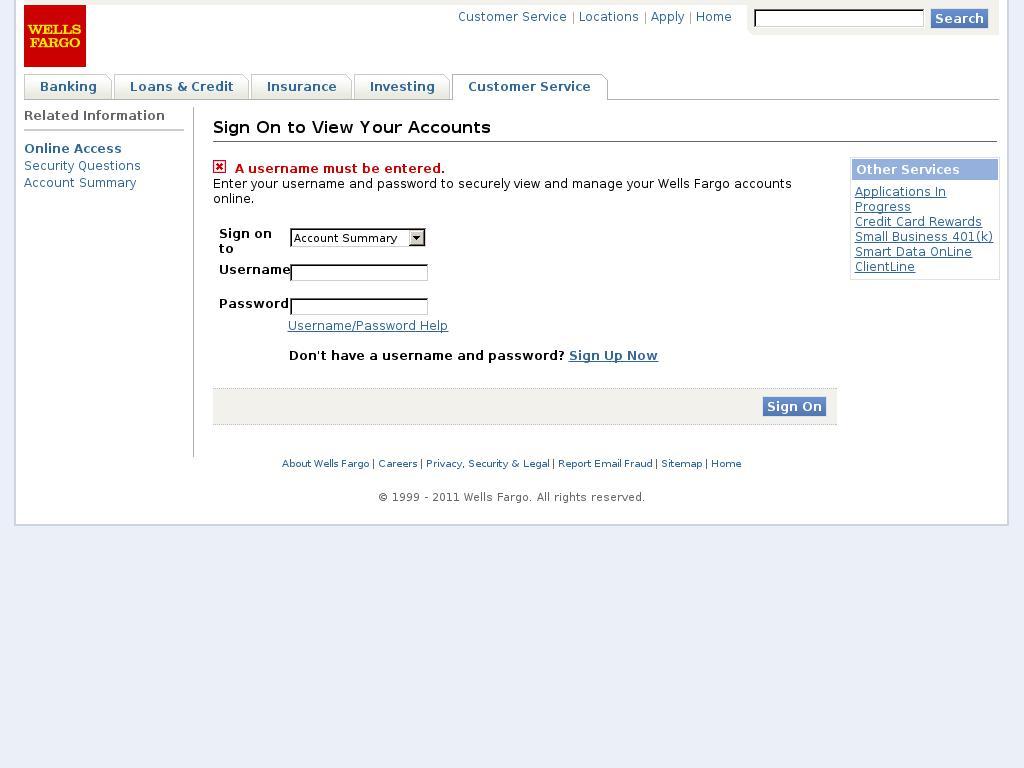 WELLS
FARGO
Customer Service | Locations | Apply | Home
Search
Banking
Loans & Credit
Insurance
Investing
Customer Service
Related Information
Online Access
Security Questions
Account Summary
Sign On to View Your Accounts
A username must be entered.
Enter your username and password to securely view and manage your Wells Fargo accounts
online.
Sign on
to
Account Summary
Username
Password
Username/Password Help
Don't have a username and password? Sign Up Now
Sign On
Other Services
Applications In
Progress
Credit Card Rewards
Small Business 401(k)
Smart Data OnLine
ClientLine
About Wells Fargo | Careers | Privacy, Security & Legal | Report Email Fraud | Sitemap | Home
© 1999 - 2011 Wells Fargo. All rights reserved.